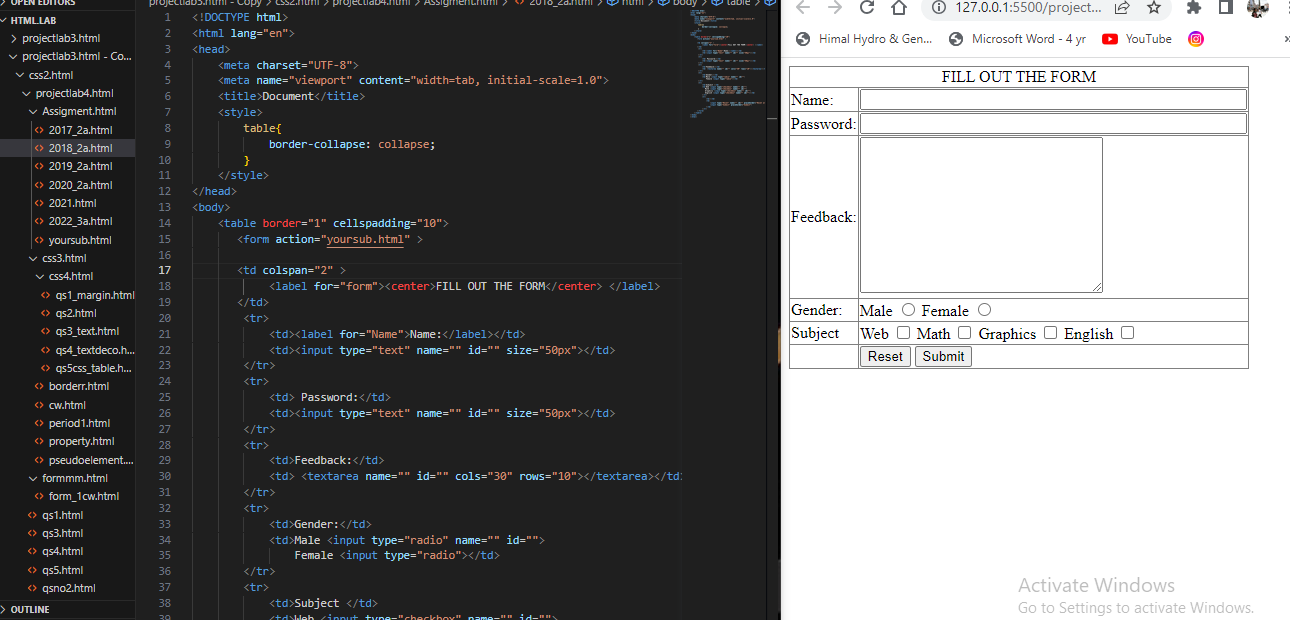 OPEN EDITORS
HTMLLAB
projectlab3.html
projectlab3.html - Co...
css2.html
projectlab4.html
Assigment.html
2017_2a.html
2018_2a.html
2019_2a.html
2020_2a.html
2021.html
2022_3a.html
yoursub.html
css3.html
css4.html
qs1_margin.html
qs2.html
qs3_text.html
qs4_textdeco.h...
qs5css_table.h...
borderr.html
cw.html
period1.html
property.html
pseudoelement....
formmm.html
form_1cw.html
qs1.html
qs3.html
qs4.html
qs5.html
qsno2.html
OUTLINE
projectlab3.html - Copy > css2.html > projectlab4.html > Assigment.html > 2018_2a.html > html > body > table >
1 <!DOCTYPE html>
2 <html lang="en">
3 <head>
4 <meta charset="UTF-8">
5 <meta name="viewport" content="width=tab, initial-scale=1.0">
6 <title>Document</title>
7 <style>
8 table{
9 border-collapse: collapse;
10 }
11 </style>
12 </head>
13 <body>
14 <table border="1" cellspadding="10">
15 <form action="yoursub.html" >
16
17 <td colspan="2" >
18 <label for="form"><center>FILL OUT THE FORM</center> </label>
19 </td>
20 <tr>
21 <td><label for="Name">Name:</label></td>
22 <td><input type="text" name="" id="" size="50px"></td>
23 </tr>
24 <tr>
25 <td> Password:</td>
26 <td><input type="text" name="" id="" size="50px"></td>
27 </tr>
28 <tr>
29 <td>Feedback:</td>
30 <td> <textarea name="" id="" cols="30" rows="10"></textarea></td
31 </tr>
32 <tr>
33 <td>Gender:</td>
34 <td>Male <input type="radio" name="" id="">
35 Female <input type="radio"></td>
36 </tr>
37 <tr>
38 <td>Subject </td>
39 <td>Web <input type="checkbox" name="" id="">
127.0.0.1:5500/project...
Himal Hydro & Gen...
Microsoft Word - 4 yr
YouTube
FILL OUT THE FORM
Name:
Password:
Feedback:
Gender: Male Female
Subject Web Math Graphics English
Reset Submit
Activate Windows
Go to Settings to activate Windows.